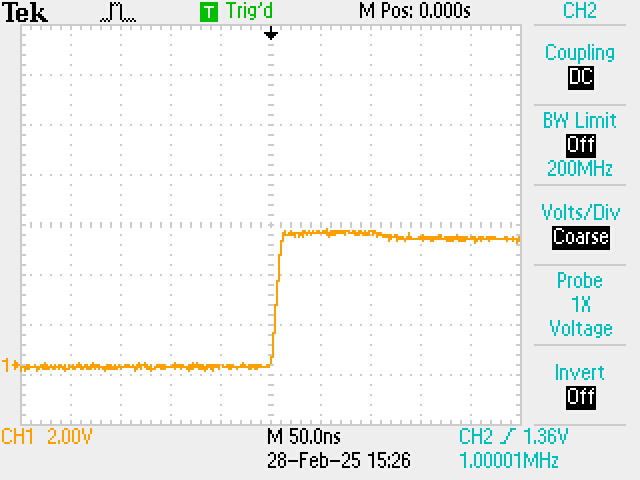 Tek T Trig'd M Pos: 0.000s CH2
Coupling
DC
BW Limit
Off
200MHz
Volts/Div
Coarse
Probe
1X
Voltage
Invert
Off
1
CH1 2.00V M 50.0ns CH2 1.36V
28-Feb-25 15:26 1.00001MHz